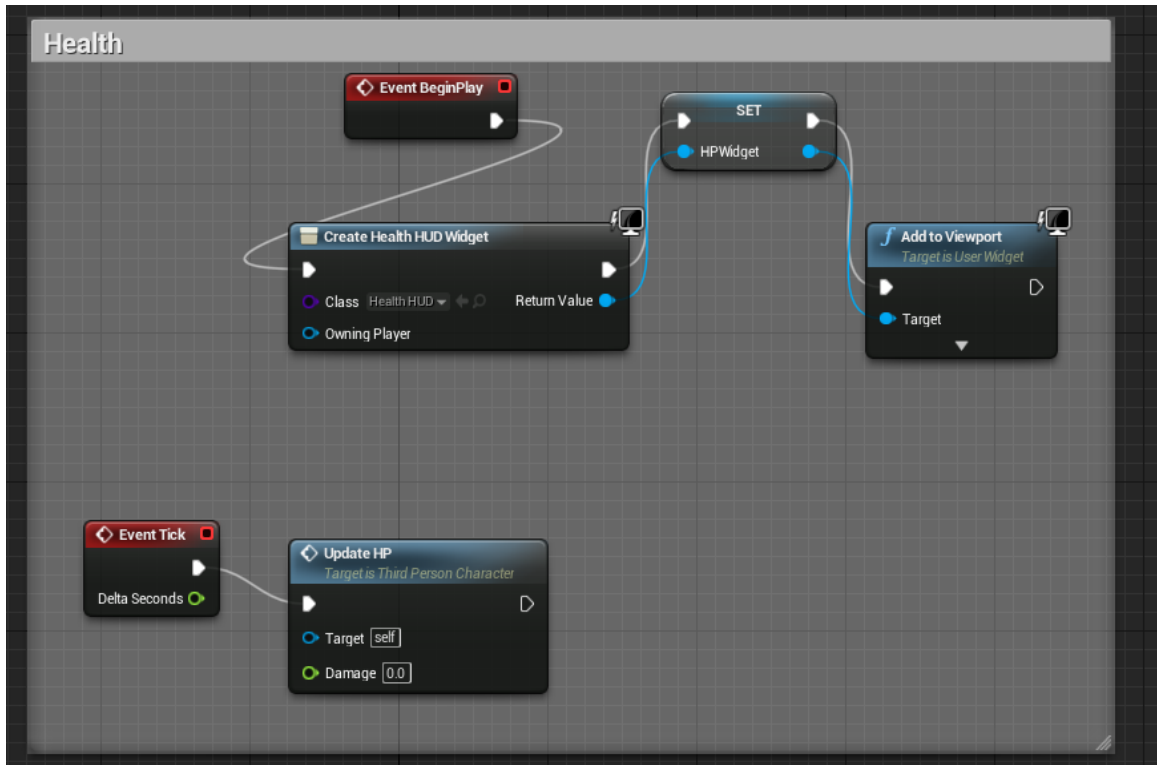 Health
Event BeginPlay
SET
HPWidget
Create Health HUD Widget
Class Health HUD Return Value
Owning Player
Add to Viewport
Target is User Widget
Target
Event Tick
Delta Seconds
Update HP
Target is Third Person Character
Target self
Damage 0.0